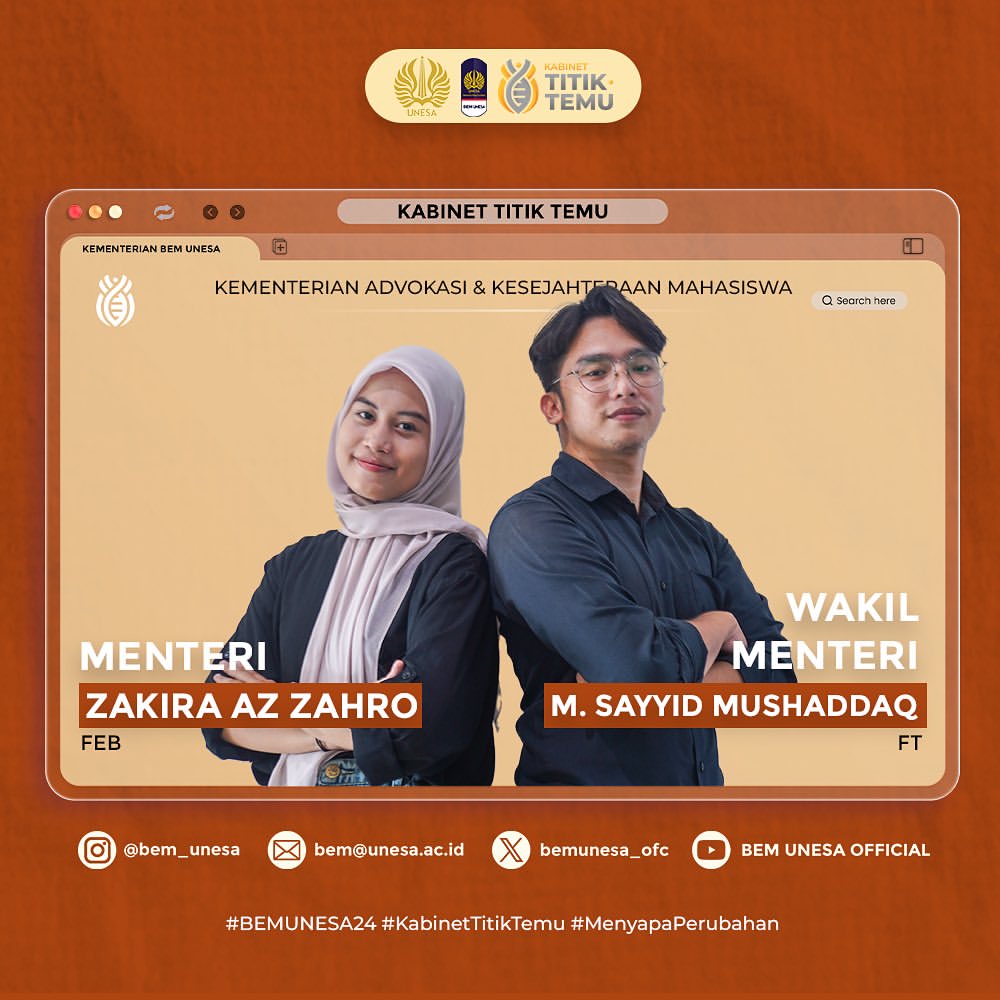 UNESA
BEM UNESA
KABINET
TITIK
TEMU
KABINET TITIK TEMU
KEMENTERIAN BEM UNESA
KEMENTERIAN ADVOKASI & KESEJAHTERAAN MAHASISWA
Search here
MENTERI
ZAKIRA AZ ZAHRO
FEB
WAKIL
MENTERI
M. SAYYID MUSHADDAQ
FT
@bem_unesa
bem@unesa.ac.id
bemunesa_ofc
BEM UNESA OFFICIAL
#BEMUNESA24 #KabinetTitikTemu #MenyapaPerubahan